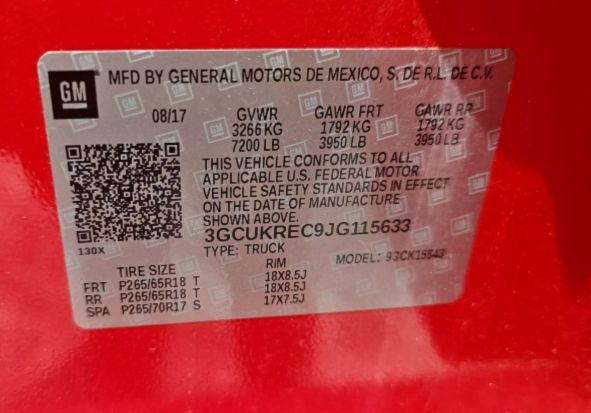 GM MFD BY GENERAL MOTORS DE MEXICO, S. DE R.L. DE C.V.
08/17 GVWR GAWR FRT GAWR RR
3266 KG 1792 KG 1792 KG
7200 LB 3950 LB 3950 LB
THIS VEHICLE CONFORMS TO ALL
APPLICABLE U.S. FEDERAL MOTOR
VEHICLE SAFETY STANDARDS IN EFFECT
ON THE DATE OF MANUFACTURE
3GCUKREC9JG115633
130X TYPE: TRUCK MODEL: 93CK15543
TIRE SIZE RIM
FRT P265/65R18 T 18X8.5J
RR P265/65R18 T 18X8.5J
SPA P265/70R17 S 17X7.5J